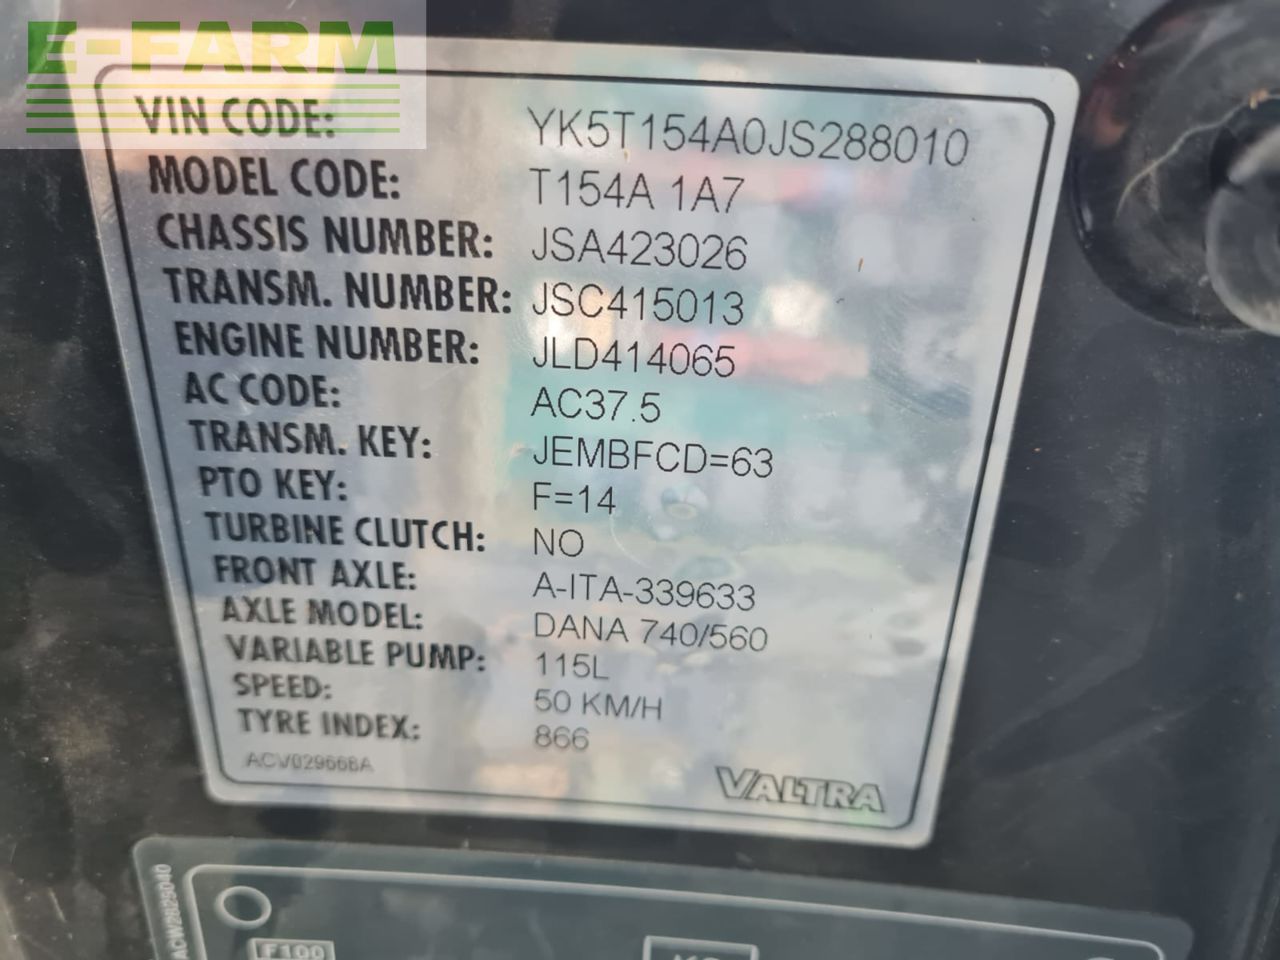 E-FARM
VIN CODE: YK5T154A0JS288010
MODEL CODE: T154A 1A7
CHASSIS NUMBER: JSA423026
TRANSM. NUMBER: JSC415013
ENGINE NUMBER: JLD414065
AC CODE: AC37.5
TRANSM. KEY: JEMBFCD=63
PTO KEY: F=14
TURBINE CLUTCH: NO
FRONT AXLE: A-ITA-339633
AXLE MODEL: DANA 740/560
VARIABLE PUMP: 115L
SPEED: 50 KM/H
TYRE INDEX: 866
ACV029668A
VALTRA
ACW2825040
F100